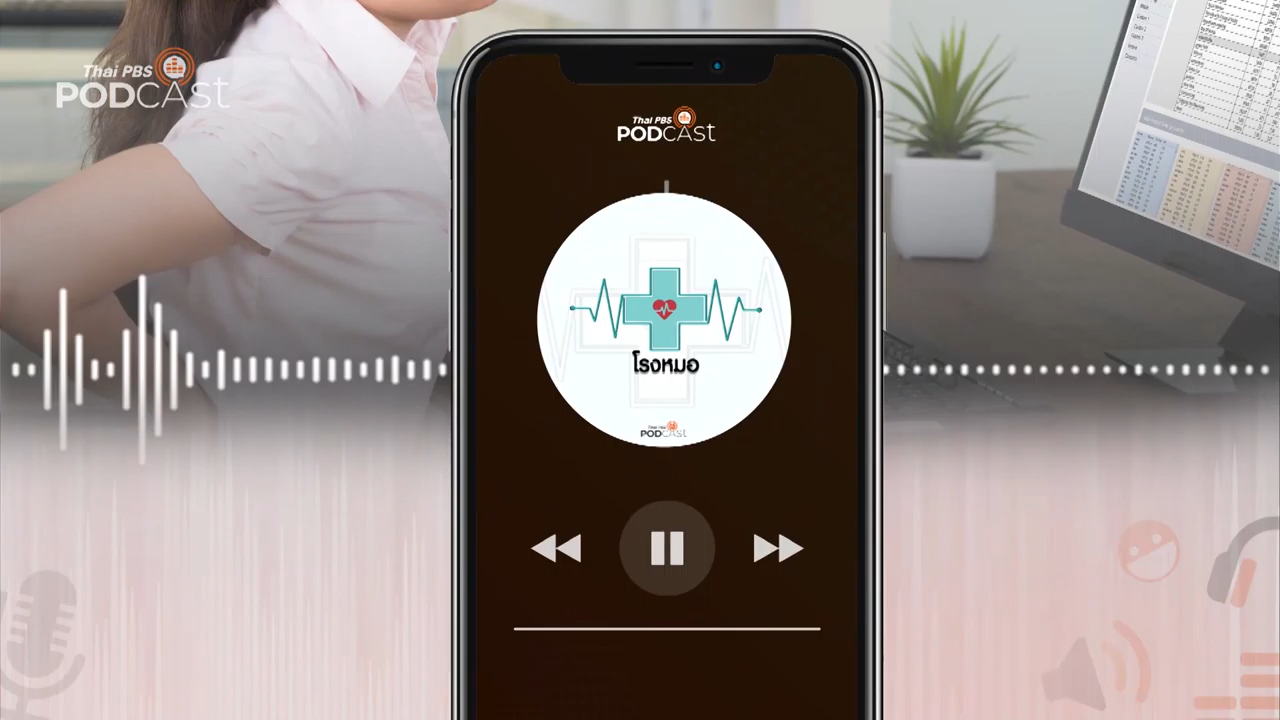 Thai PBS
PODCAST
Thai PBS
PODCAST
โรงหมอ
Thai PBS
PODCAST